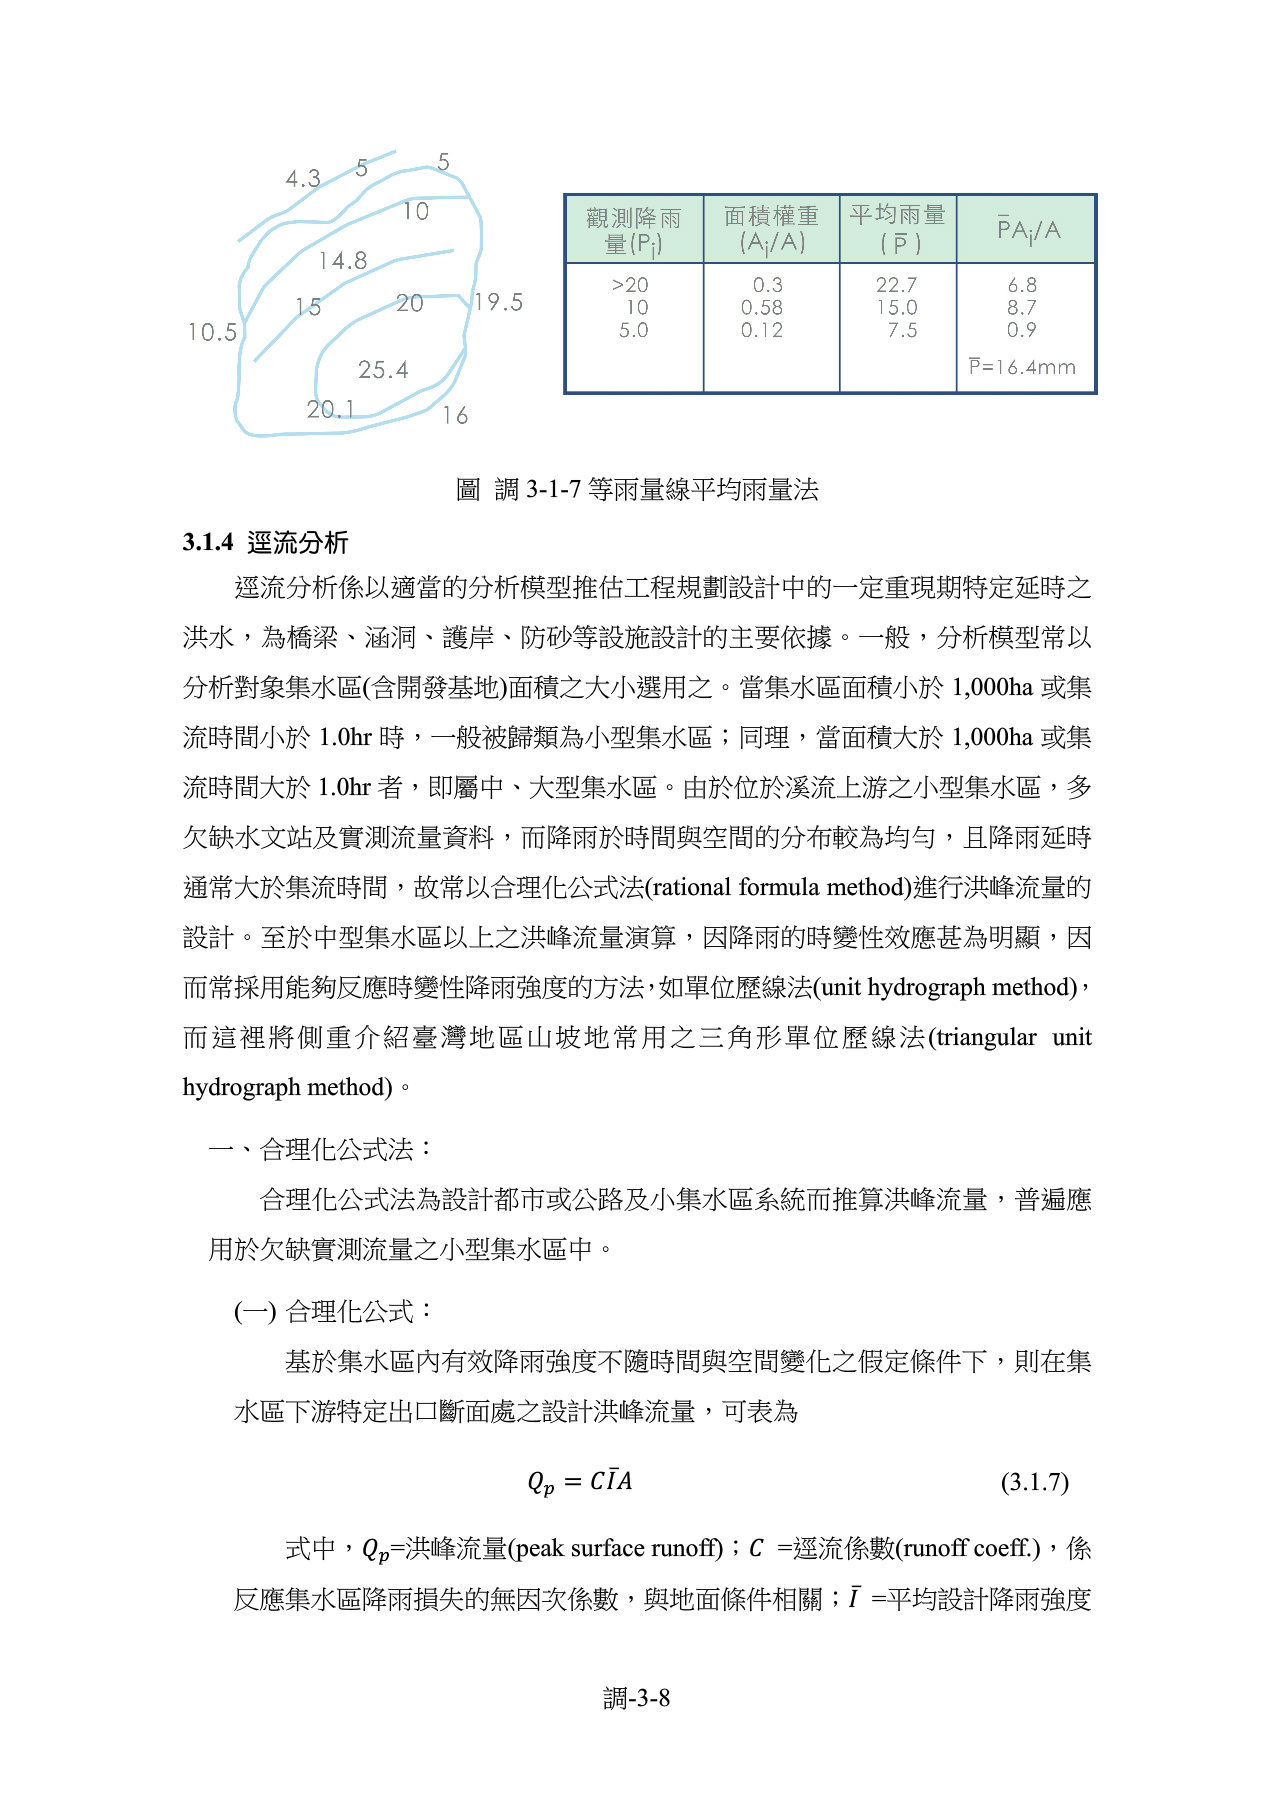 4.3 5 5
10
14.8
15 20 19.5
10.5
25.4
20.1 16
觀測降雨量(Pi) 面積權重(Ai/A) 平均雨量(P̅) P̅Ai/A
>20 0.3 22.7 6.8
10 0.58 15.0 8.7
5.0 0.12 7.5 0.9
P̅=16.4mm
圖 調 3-1-7 等雨量線平均雨量法
3.1.4 逕流分析
逕流分析係以適當的分析模型推估工程規劃設計中的一定重現期特定延時之
洪水，為橋梁、涵洞、護岸、防砂等設施設計的主要依據。一般，分析模型常以
分析對象集水區(含開發基地)面積之大小選用之。當集水區面積小於 1,000ha 或集
流時間小於 1.0hr 時，一般被歸類為小型集水區；同理，當面積大於 1,000ha 或集
流時間大於 1.0hr 者，即屬中、大型集水區。由於位於溪流上游之小型集水區，多
欠缺水文站及實測流量資料，而降雨於時間與空間的分布較為均勻，且降雨延時
通常大於集流時間，故常以合理化公式法(rational formula method)進行洪峰流量的
設計。至於中型集水區以上之洪峰流量演算，因降雨的時變性效應甚為明顯，因
而常採用能夠反應時變性降雨強度的方法，如單位歷線法(unit hydrograph method)，
而這裡將側重介紹臺灣地區山坡地常用之三角形單位歷線法(triangular unit
hydrograph method)。
一、合理化公式法：
合理化公式法為設計都市或公路及小集水區系統而推算洪峰流量，普遍應
用於欠缺實測流量之小型集水區中。
(一) 合理化公式：
基於集水區內有效降雨強度不隨時間與空間變化之假定條件下，則在集
水區下游特定出口斷面處之設計洪峰流量，可表為
Qp = CI̅A (3.1.7)
式中，Qp=洪峰流量(peak surface runoff)；C =逕流係數(runoff coeff.)，係
反應集水區降雨損失的無因次係數，與地面條件相關；I̅ =平均設計降雨強度
調-3-8